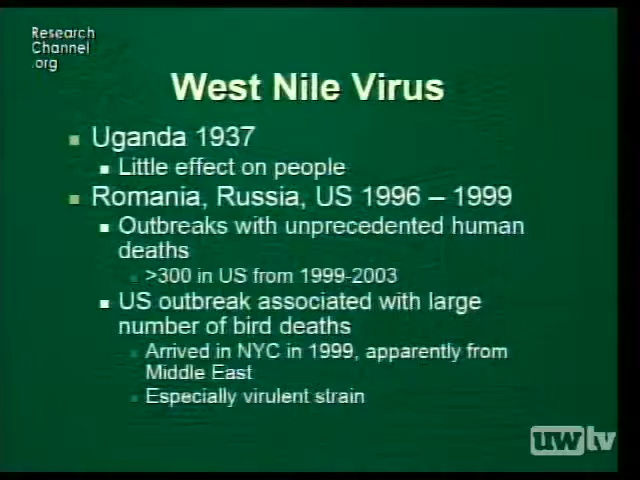 Research
Channel
.org
West Nile Virus
Uganda 1937
Little effect on people
Romania, Russia, US 1996 – 1999
Outbreaks with unprecedented human
deaths
>300 in US from 1999-2003
US outbreak associated with large
number of bird deaths
Arrived in NYC in 1999, apparently from
Middle East
Especially virulent strain
uwtv